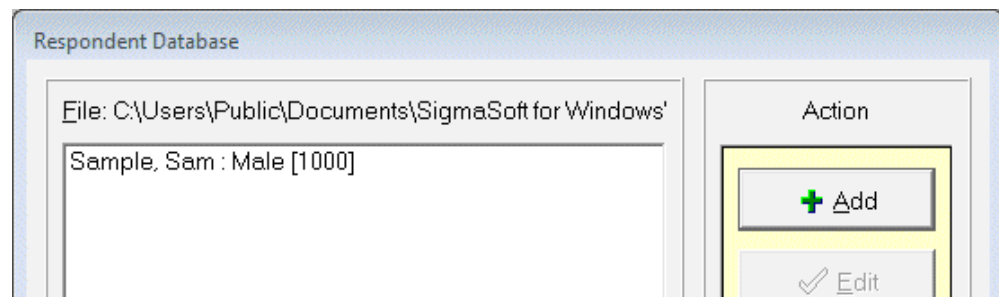 Respondent Database
File: C:\Users\Public\Documents\SigmaSoft for Windows'
Action
Sample, Sam : Male [1000]
Add
Edit